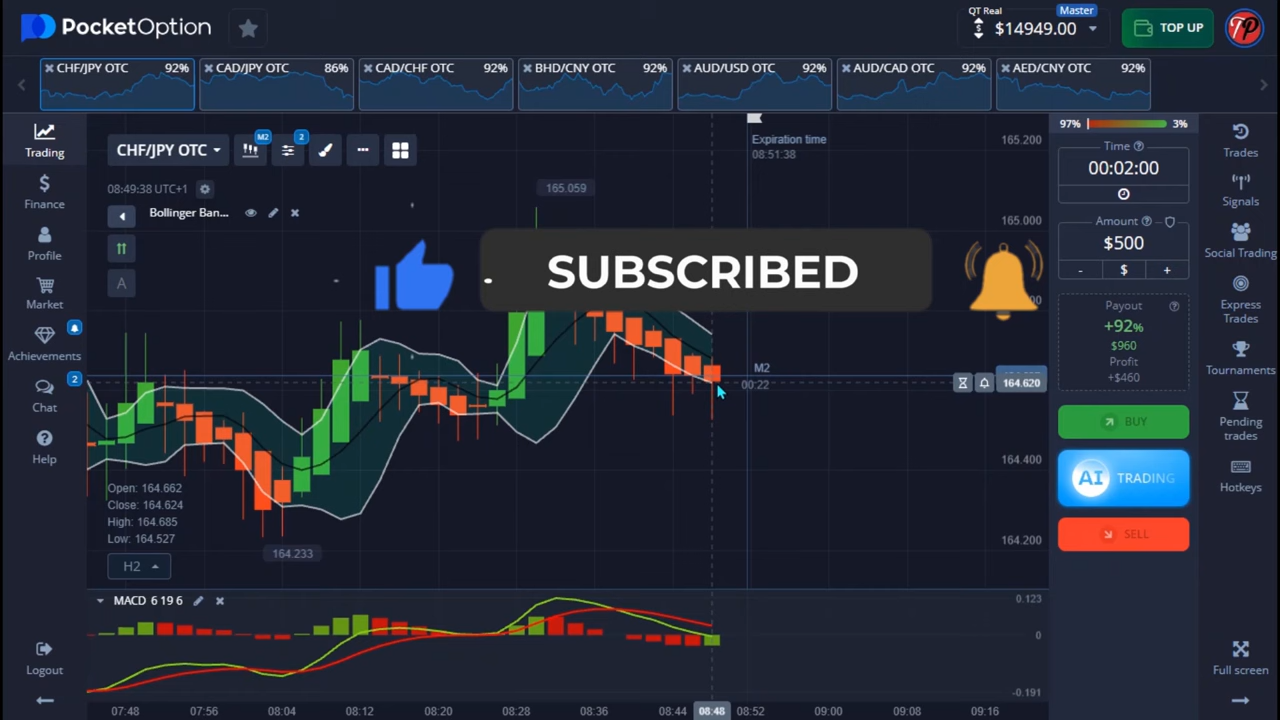 PocketOption
QT Real
Master
$14949.00
TOP UP
TP
CHF/JPY OTC 92%
CAD/JPY OTC 86%
CAD/CHF OTC 92%
BHD/CNY OTC 92%
AUD/USD OTC 92%
AUD/CAD OTC 92%
AED/CNY OTC 92%
Trading
Finance
Profile
Market
Achievements
Chat
2
Help
Logout
CHF/JPY OTC
M2
2
08:49:38 UTC+1
Bollinger Ban...
A
165.059
Expiration time
08:51:38
165.200
165.000
SUBSCRIBED
M2
00:22
164.620
164.400
164.200
Open: 164.662
Close: 164.624
High: 164.685
Low: 164.527
H2
164.233
MACD 6 19 6
0.123
0
-0.191
07:48 07:56 08:04 08:12 08:20 08:28 08:36 08:44 08:48 08:52 09:00 09:08 09:16
97% 3%
Time
00:02:00
Amount
$500
- $ +
Payout
+92%
$960
Profit
+$460
BUY
AI TRADING
SELL
Trades
Signals
Social Trading
Express
Trades
Tournaments
Pending
trades
Hotkeys
Full screen